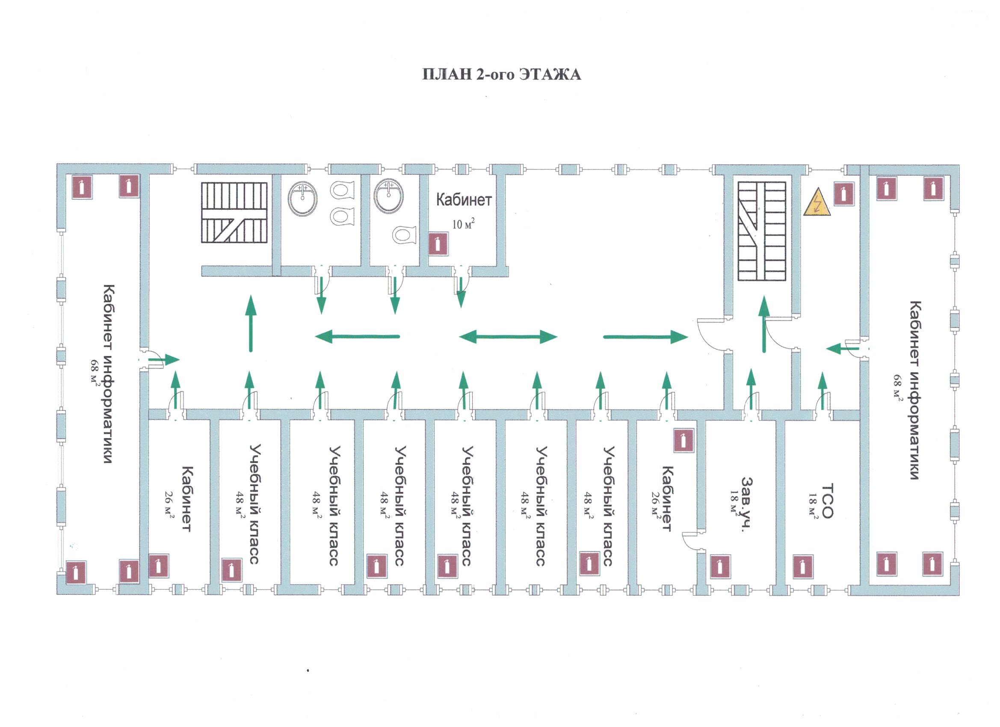 ПЛАН 2-ого ЭТАЖА
Кабинет
10 м²
Кабинет информатики
68 м²
Кабинет информатики
68 м²
Кабинет
26 м²
Учебный класс
48 м²
Учебный класс
48 м²
Учебный класс
48 м²
Учебный класс
48 м²
Учебный класс
48 м²
Учебный класс
48 м²
Кабинет
26 м²
Зав.уч.
18 м²
ТСО
18 м²